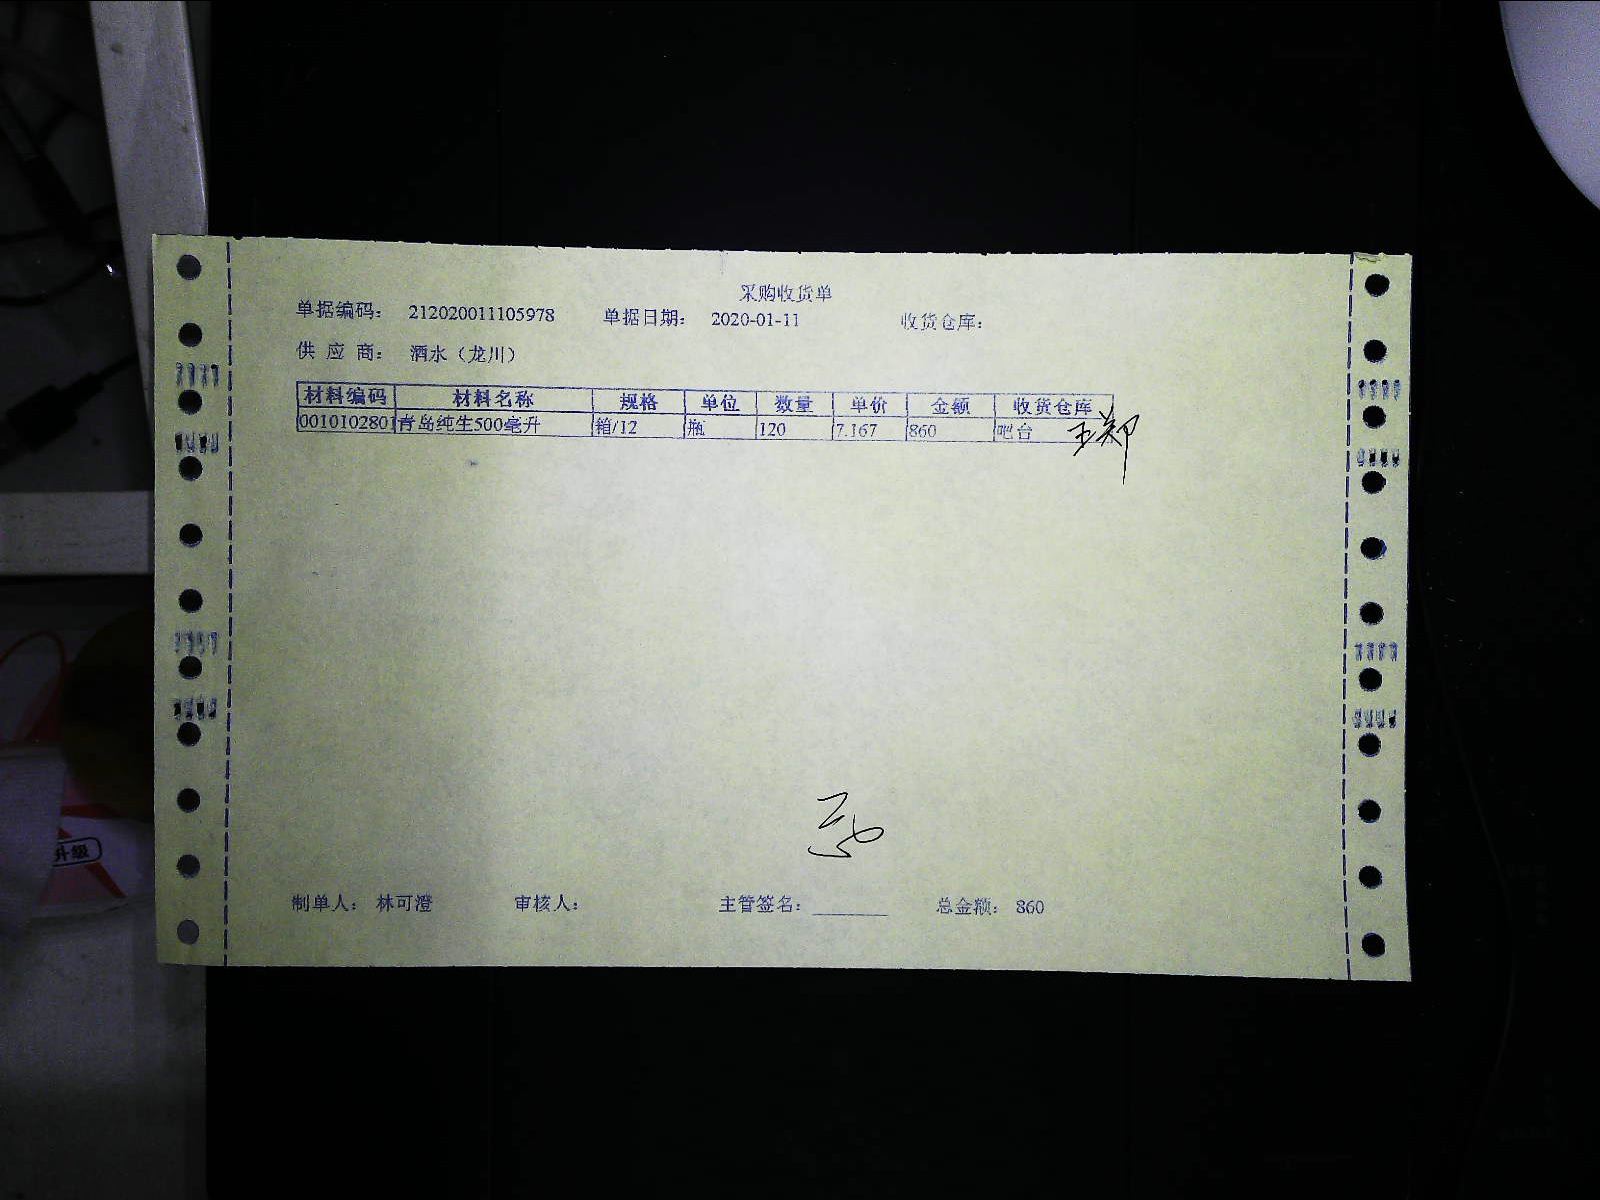 采购收货单
单据编码： 212020011105978 单据日期： 2020-01-11 收货仓库：
供 应 商： 酒水（龙川）
材料编码 材料名称 规格 单位 数量 单价 金额 收货仓库
0010102801 青岛纯生500毫升 箱/12 瓶 120 7.167 860 吧台
制单人： 林可澄 审核人： 主管签名：________ 总金额： 860
升级